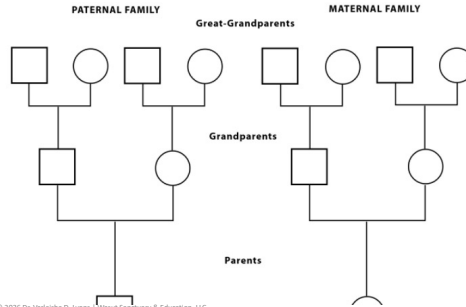 PATERNAL FAMILY
MATERNAL FAMILY
Great-Grandparents
Grandparents
Parents